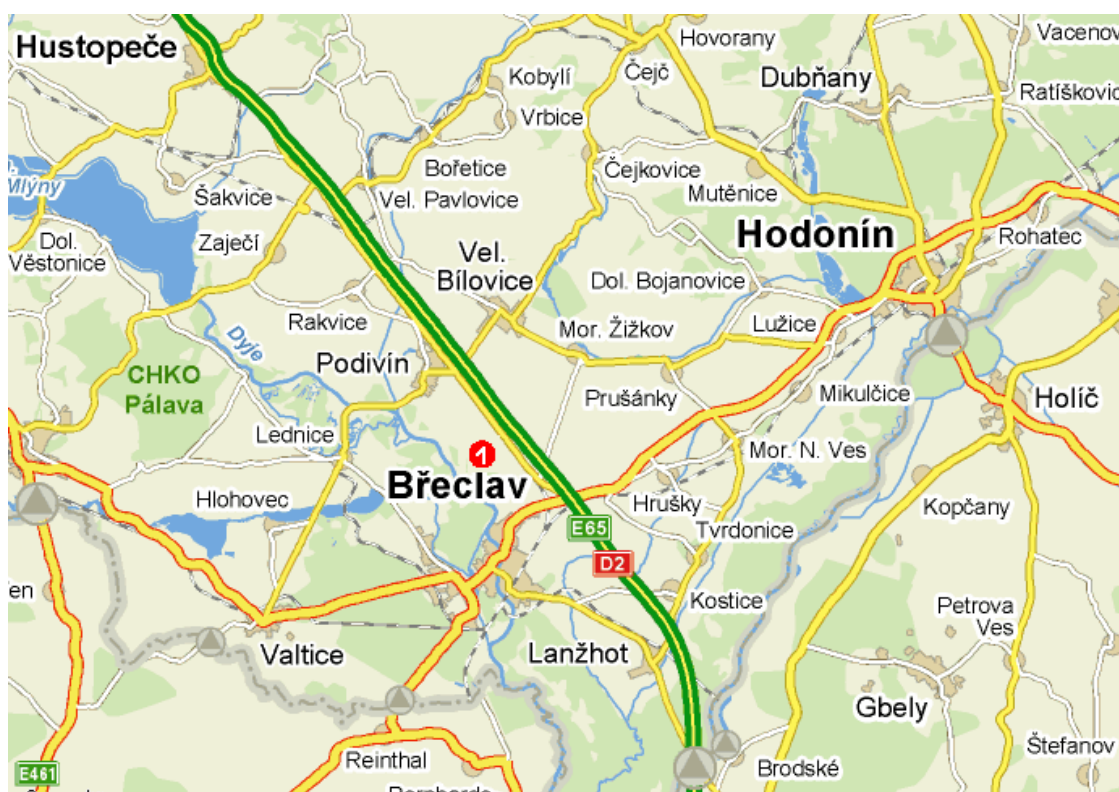 Hustopeče
Hovorany
Vacenov
Čejč
Kobylí
Dubňany
Ratíškovic
Vrbice
Bořetice
Čejkovice
Mlýny
Šakvice
Mutěnice
Vel. Pavlovice
Hodonín
Rohatec
Dol.
Věstonice
Zaječí
Vel.
Bílovice
Dol. Bojanovice
Rakvice
Mor. Žižkov
Lužice
Dyje
Podivín
CHKO
Pálava
Prušánky
Mikulčice
Holíč
Lednice
1
Mor. N. Ves
Břeclav
Hlohovec
Hrušky
Kopčany
E65
Tvrdonice
D2
en
Kostice
Petrova
Ves
Valtice
Lanžhot
Gbely
Štefanov
Reinthal
E461
Brodské